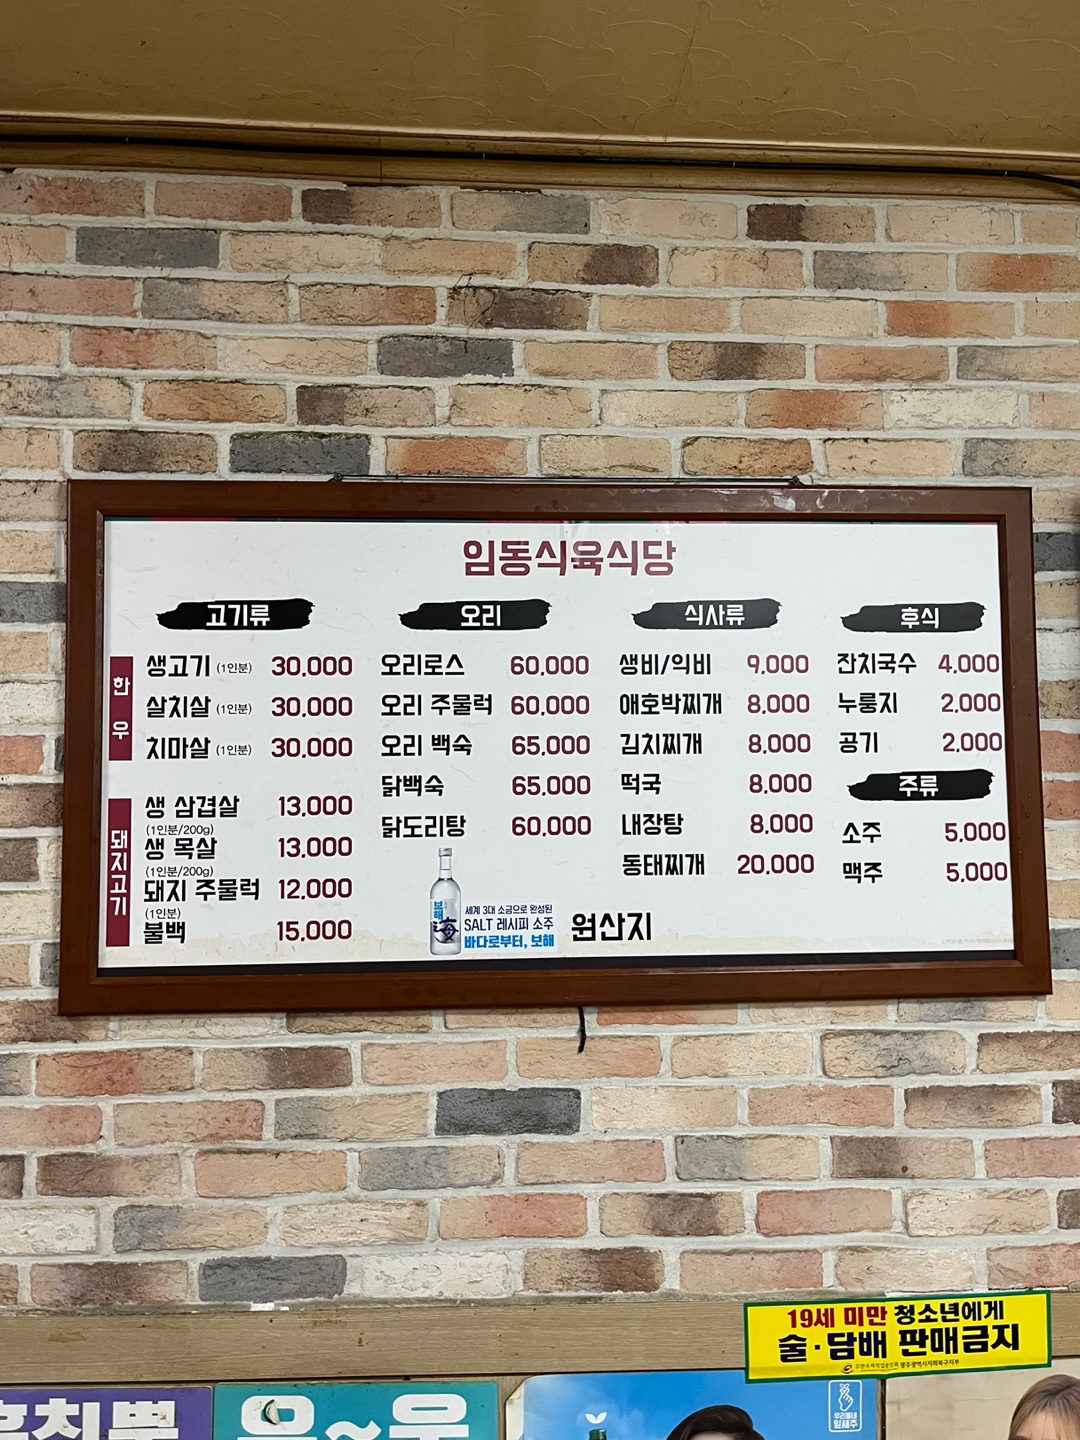 임동식육식당
고기류
한우
생고기 (1인분) 30,000
살치살 (1인분) 30,000
치마살 (1인분) 30,000
돼지고기
생 삼겹살 13,000
(1인분/200g)
생 목살 13,000
(1인분/200g)
돼지 주물럭 12,000
(1인분)
불백 15,000
오리
오리로스 60,000
오리 주물럭 60,000
오리 백숙 65,000
닭백숙 65,000
닭도리탕 60,000
식사류
생비/익비 9,000
애호박찌개 8,000
김치찌개 8,000
떡국 8,000
내장탕 8,000
동태찌개 20,000
후식
잔치국수 4,000
누룽지 2,000
공기 2,000
주류
소주 5,000
맥주 5,000
보해
海
세계 3대 소금으로 완성된
SALT 레시피 소주
바다로부터, 보해
원산지
19세 미만 청소년에게
술·담배 판매금지
우리동네
잎새주